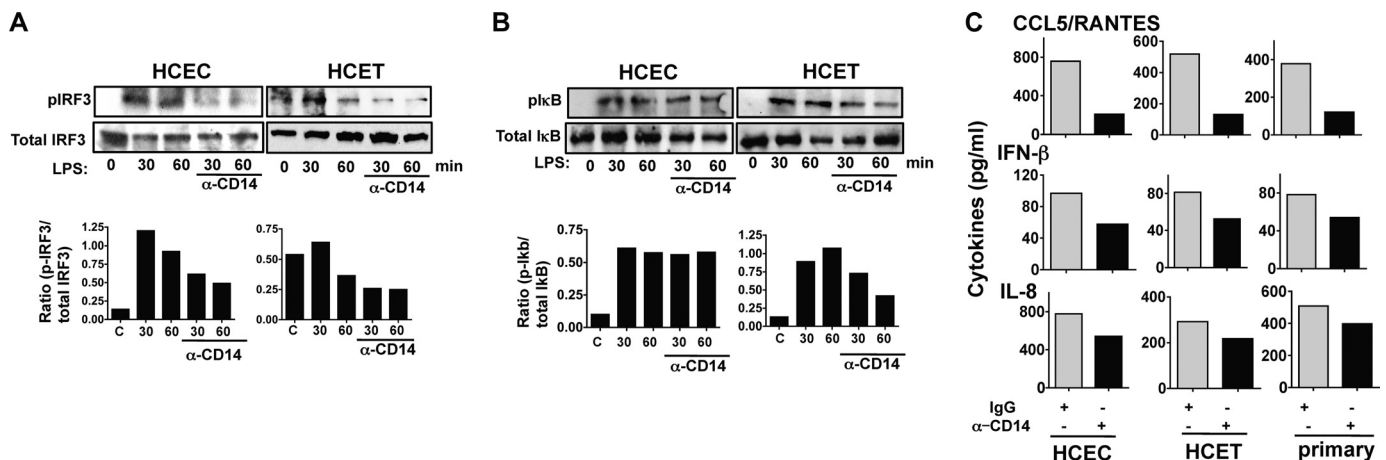 A
HCEC HCET
pIRF3
Total IRF3
LPS: 0 30 60 30 60 0 30 60 30 60 min
α-CD14 α-CD14
Ratio (p-IRF3/
total IRF3)
1.25
1.00
0.75
0.50
0.25
0.00
C 30 60 30 60
α-CD14
0.75
0.50
0.25
0.00
C 30 60 30 60
α-CD14
B
HCEC HCET
pIκB
Total IκB
LPS: 0 30 60 30 60 0 30 60 30 60 min
α-CD14 α-CD14
Ratio (p-Ikb/
total IkB)
0.75
0.50
0.25
0.00
C 30 60 30 60
α-CD14
1.25
1.00
0.75
0.50
0.25
0.00
C 30 60 30 60
α-CD14
C
CCL5/RANTES
Cytokines (pg/ml)
800
400
0
600
400
200
0
400
200
0
IFN-β
120
80
40
0
80
40
0
80
40
0
IL-8
800
400
0
400
200
0
600
400
200
0
IgG + - + - + -
α-CD14 - + - + - +
HCEC HCET primary